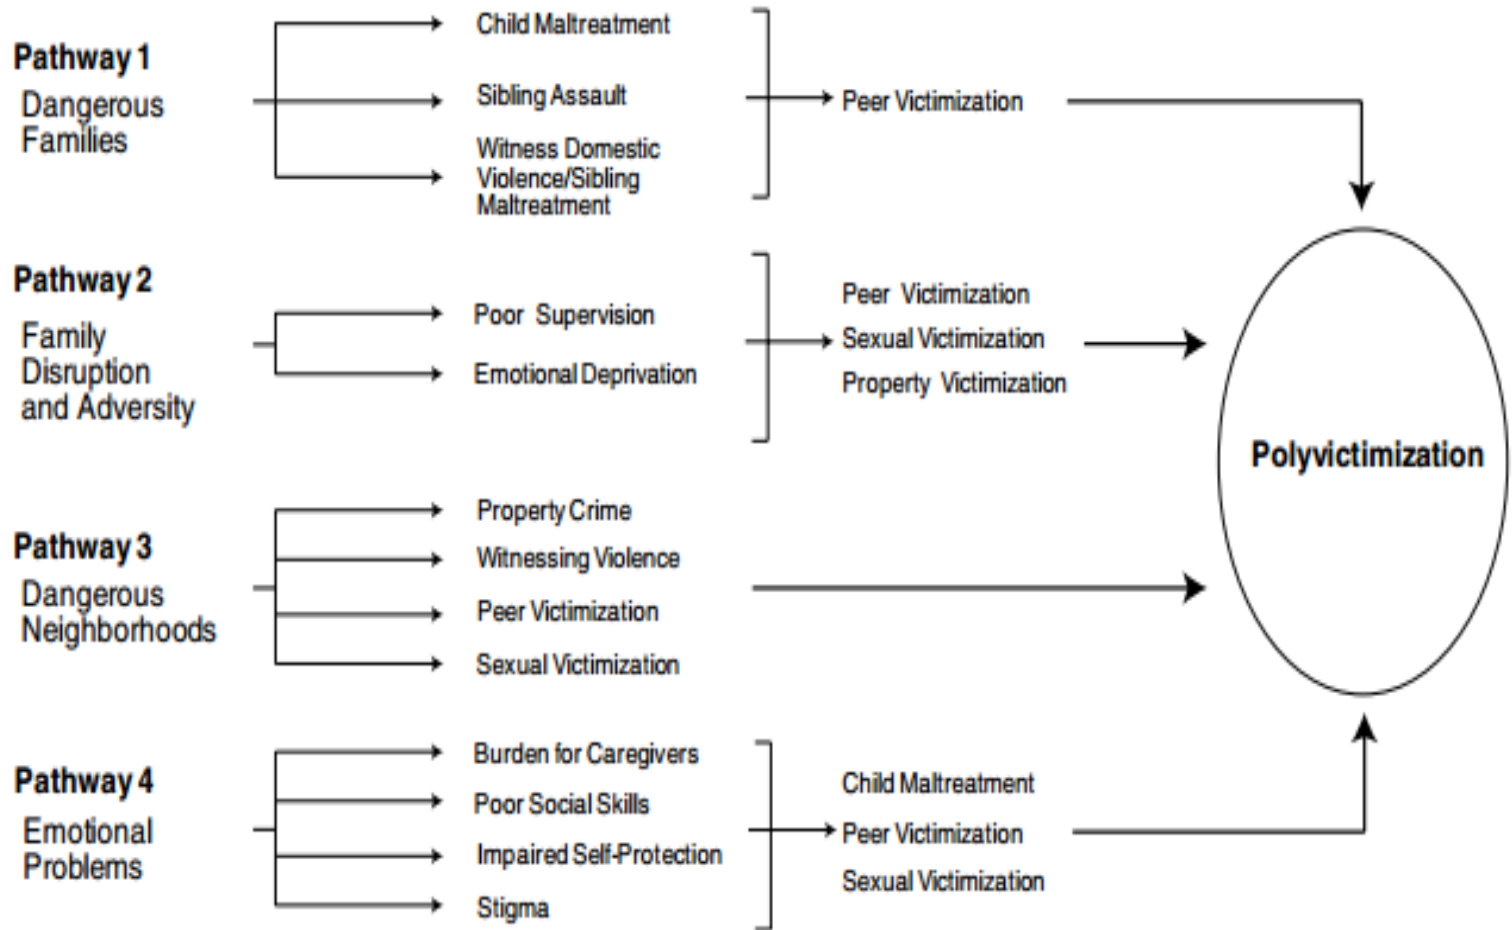 Pathway 1
Dangerous
Families
Child Maltreatment
Sibling Assault
Witness Domestic
Violence/Sibling
Maltreatment
Peer Victimization
Pathway 2
Family
Disruption
and Adversity
Poor Supervision
Emotional Deprivation
Peer Victimization
Sexual Victimization
Property Victimization
Polyvictimization
Pathway 3
Dangerous
Neighborhoods
Property Crime
Witnessing Violence
Peer Victimization
Sexual Victimization
Pathway 4
Emotional
Problems
Burden for Caregivers
Poor Social Skills
Impaired Self-Protection
Stigma
Child Maltreatment
Peer Victimization
Sexual Victimization